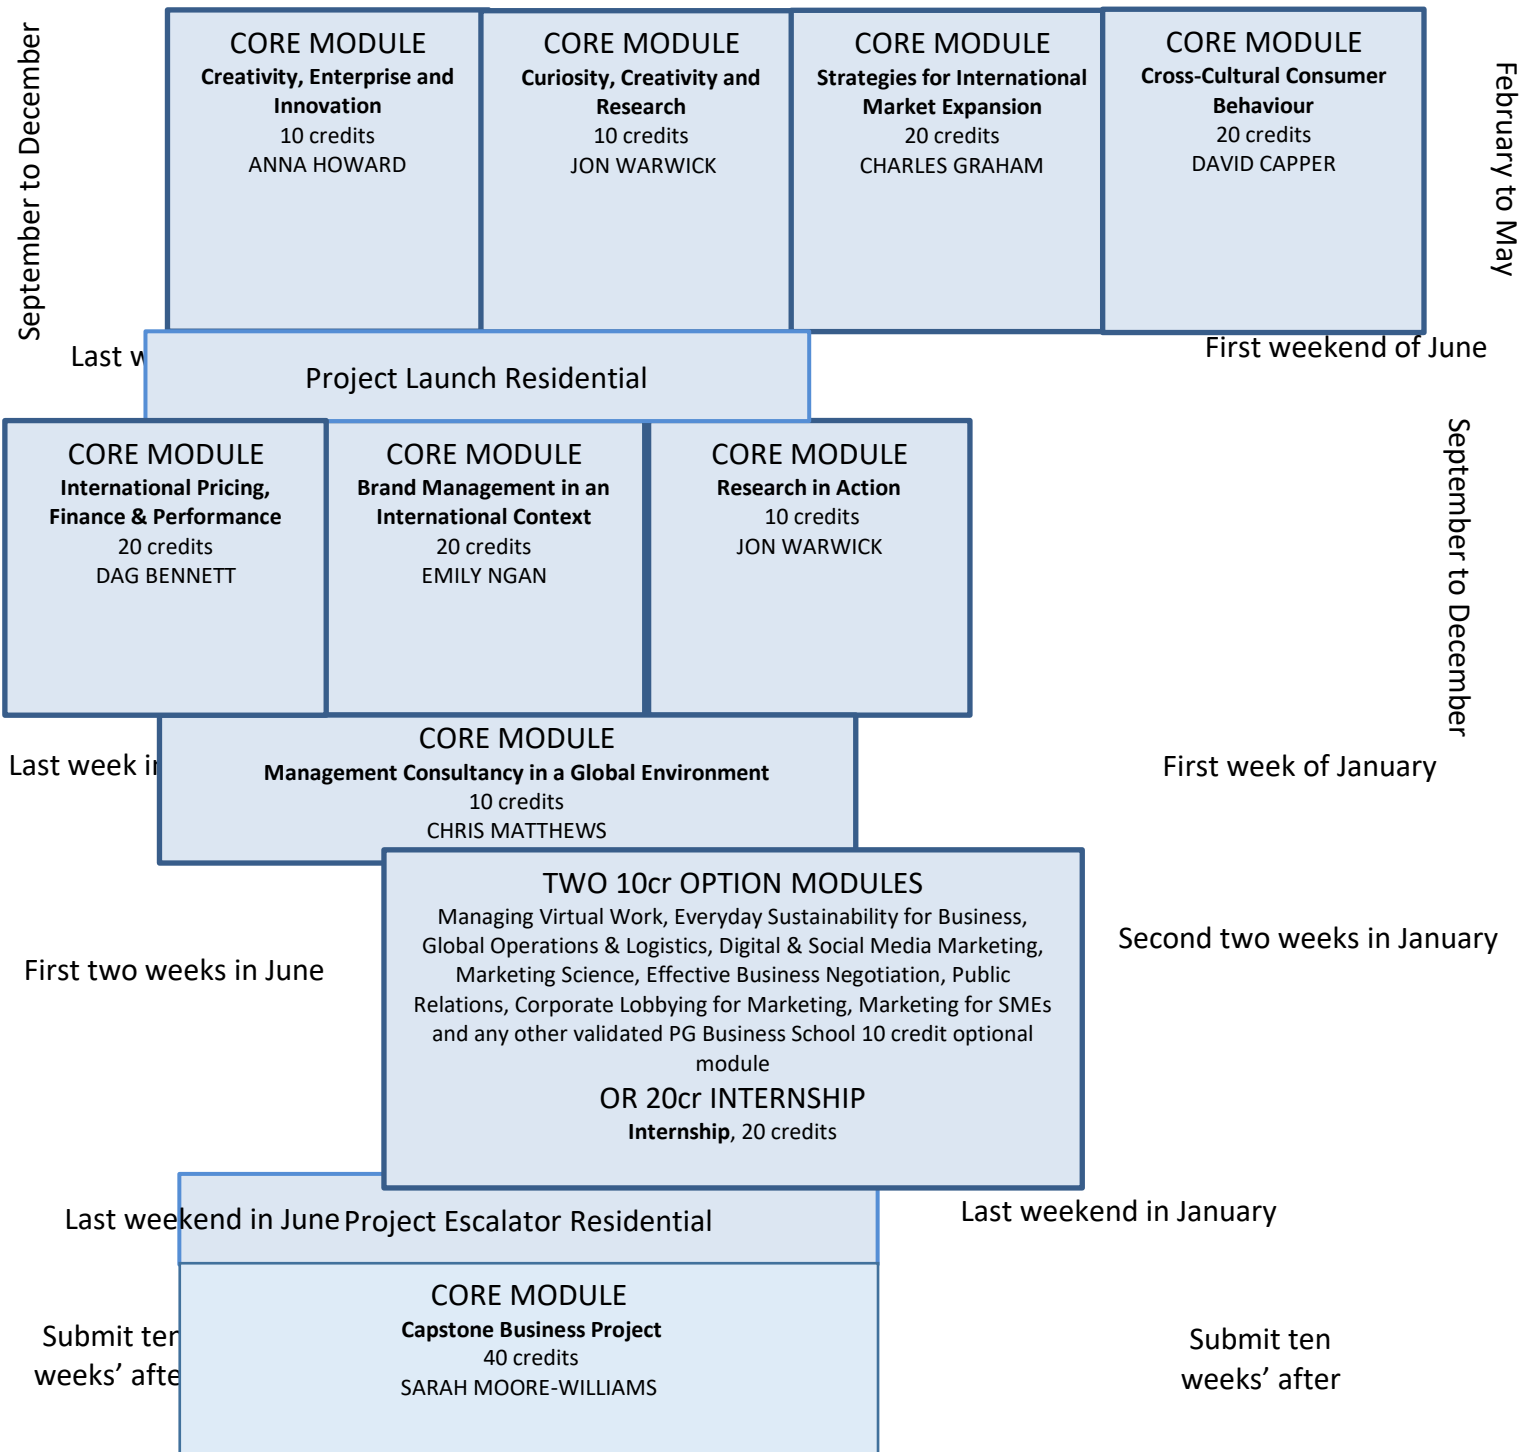 September to December
CORE MODULE
Creativity, Enterprise and
Innovation
10 credits
ANNA HOWARD
CORE MODULE
Curiosity, Creativity and
Research
10 credits
JON WARWICK
CORE MODULE
Strategies for International
Market Expansion
20 credits
CHARLES GRAHAM
CORE MODULE
Cross-Cultural Consumer
Behaviour
20 credits
DAVID CAPPER
February to May
Last
Project Launch Residential
First weekend of June
CORE MODULE
International Pricing,
Finance & Performance
20 credits
DAG BENNETT
CORE MODULE
Brand Management in an
International Context
20 credits
EMILY NGAN
CORE MODULE
Research in Action
10 credits
JON WARWICK
September to December
Last week
CORE MODULE
Management Consultancy in a Global Environment
10 credits
CHRIS MATTHEWS
First week of January
First two weeks in June
TWO 10cr OPTION MODULES
Managing Virtual Work, Everyday Sustainability for Business,
Global Operations & Logistics, Digital & Social Media Marketing,
Marketing Science, Effective Business Negotiation, Public
Relations, Corporate Lobbying for Marketing, Marketing for SMEs
and any other validated PG Business School 10 credit optional
module
OR 20cr INTERNSHIP
Internship, 20 credits
Second two weeks in January
Last weekend in June
Project Escalator Residential
Last weekend in January
Submit
weeks'
CORE MODULE
Capstone Business Project
40 credits
SARAH MOORE-WILLIAMS
Submit ten
weeks' after